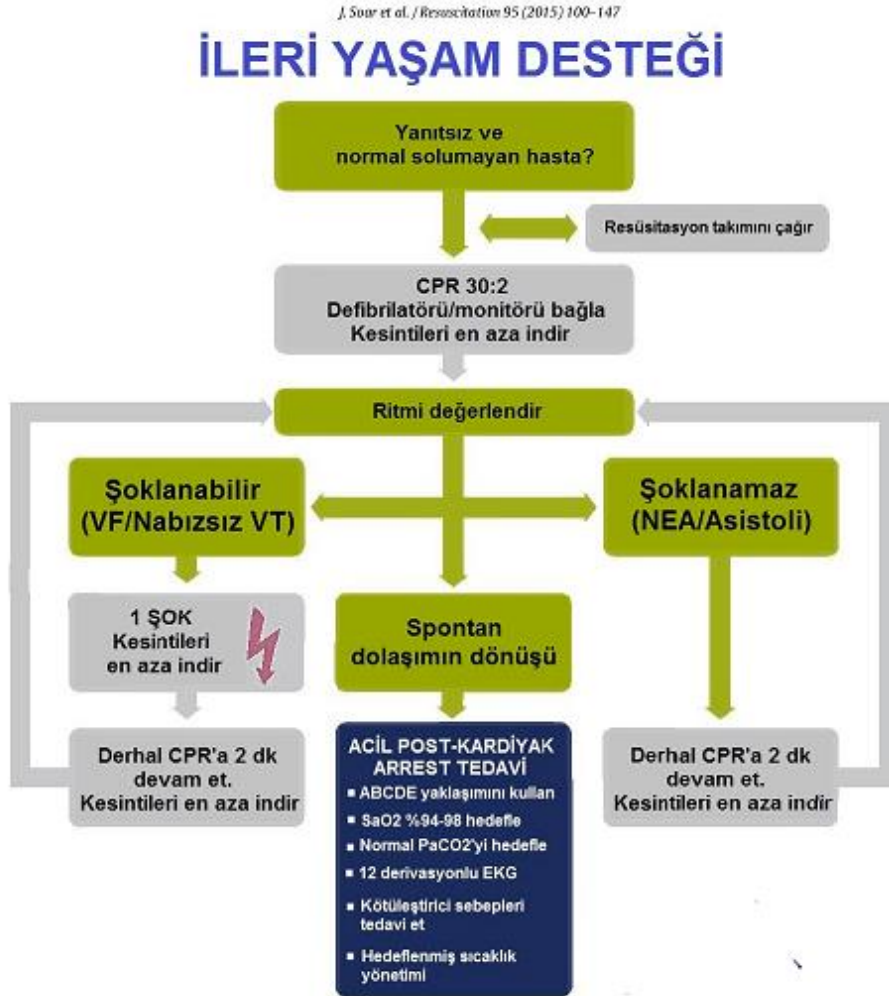 J. Soar et al. / Resuscitation 95 (2015) 100–147
İLERİ YAŞAM DESTEĞİ
Yanıtsız ve
normal solumayan hasta?
Resüsitasyon takımını çağır
CPR 30:2
Defibrilatörü/monitörü bağla
Kesintileri en aza indir
Ritmi değerlendir
Şoklanabilir
(VF/Nabızsız VT)
Şoklanamaz
(NEA/Asistoli)
1 ŞOK
Kesintileri
en aza indir
Spontan
dolaşımın dönüşü
Derhal CPR'a 2 dk
devam et.
Kesintileri en aza indir
ACİL POST-KARDİYAK
ARREST TEDAVİ
▪ ABCDE yaklaşımını kullan
▪ SaO2 %94-98 hedefle
▪ Normal PaCO2'yi hedefle
▪ 12 derivasyonlu EKG
▪ Kötüleştirici sebepleri
tedavi et
▪ Hedeflenmiş sıcaklık
yönetimi
Derhal CPR'a 2 dk
devam et.
Kesintileri en aza indir